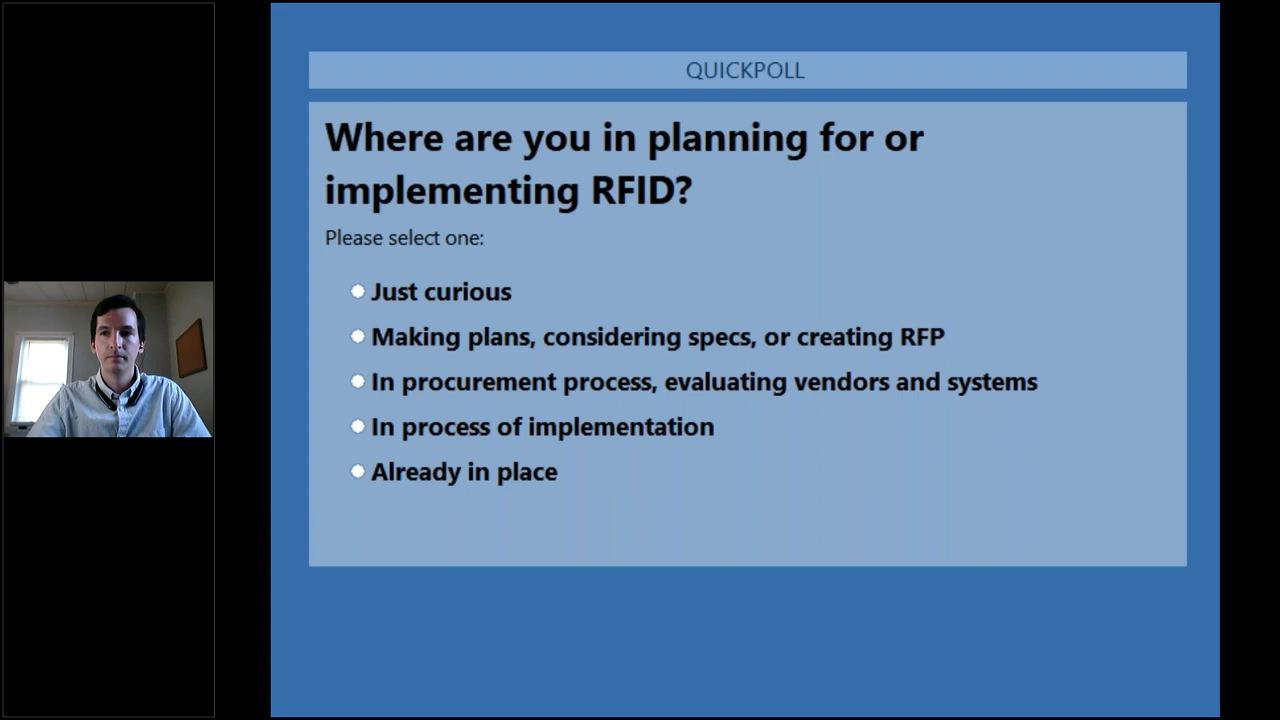 QUICKPOLL
Where are you in planning for or
implementing RFID?
Please select one:
Just curious
Making plans, considering specs, or creating RFP
In procurement process, evaluating vendors and systems
In process of implementation
Already in place